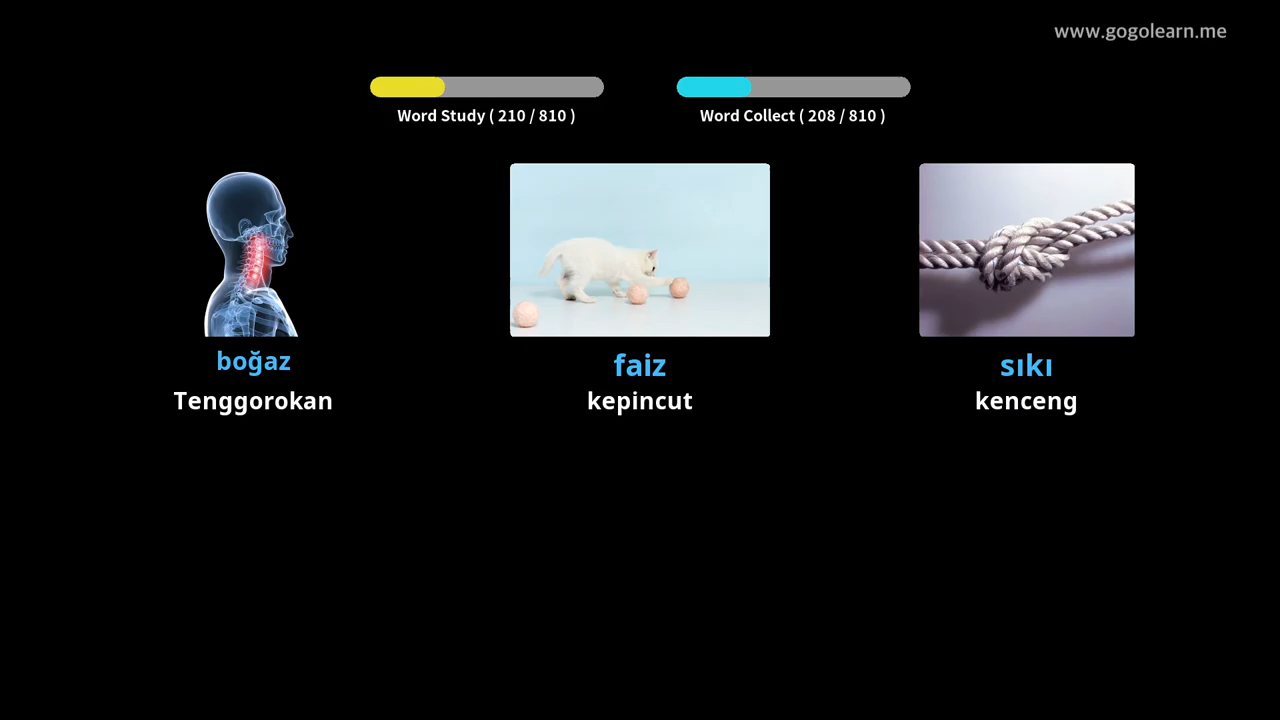 www.gogolearn.me
Word Study ( 210 / 810 )
Word Collect ( 208 / 810 )
boğaz
faiz
sıkı
Tenggorokan
kepincut
kenceng